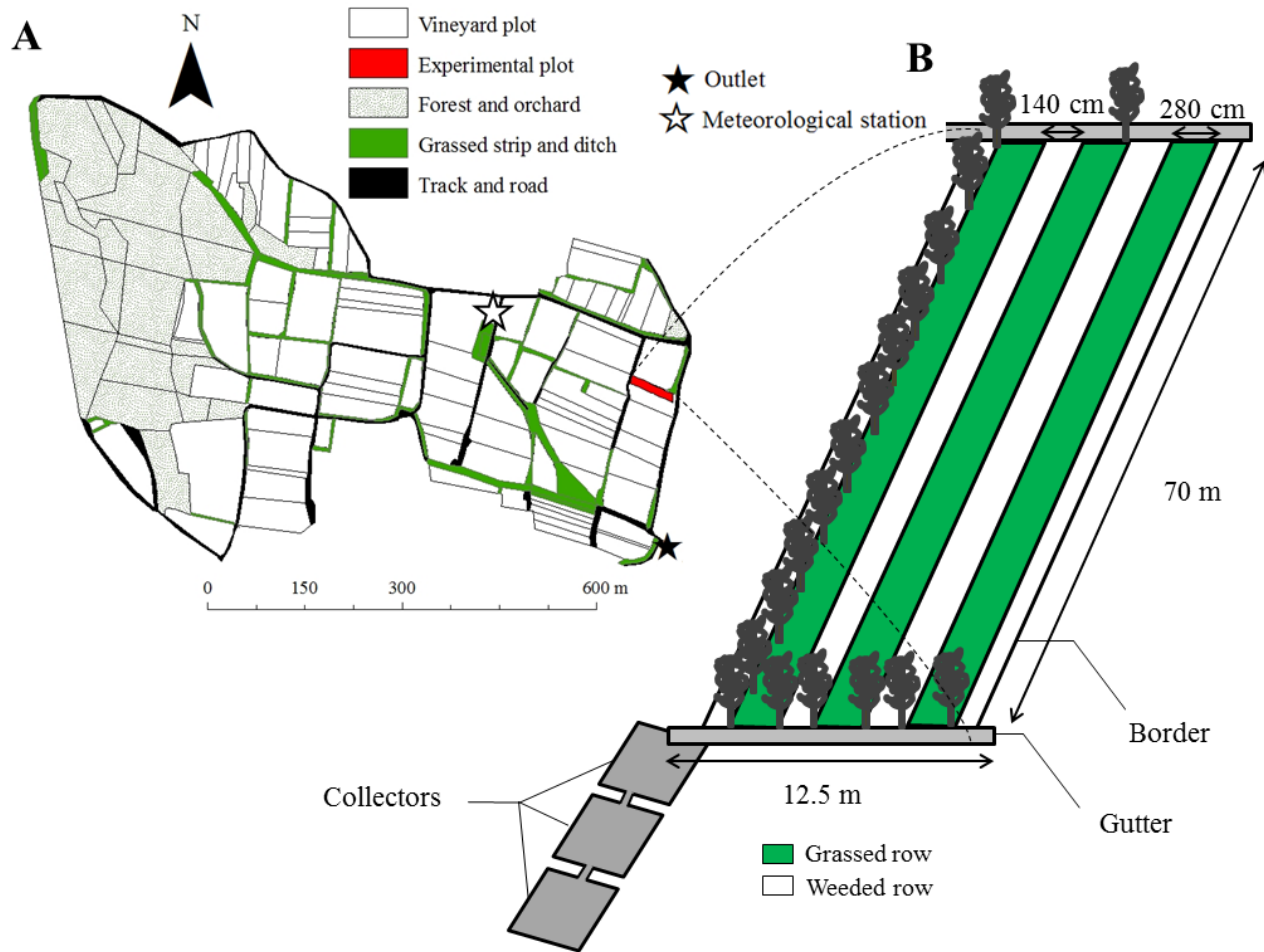 A
N
Vineyard plot
Experimental plot
Forest and orchard
Grassed strip and ditch
Track and road
Outlet
Meteorological station
0 150 300 600 m
B
140 cm
280 cm
70 m
Border
Gutter
12.5 m
Collectors
Grassed row
Weeded row